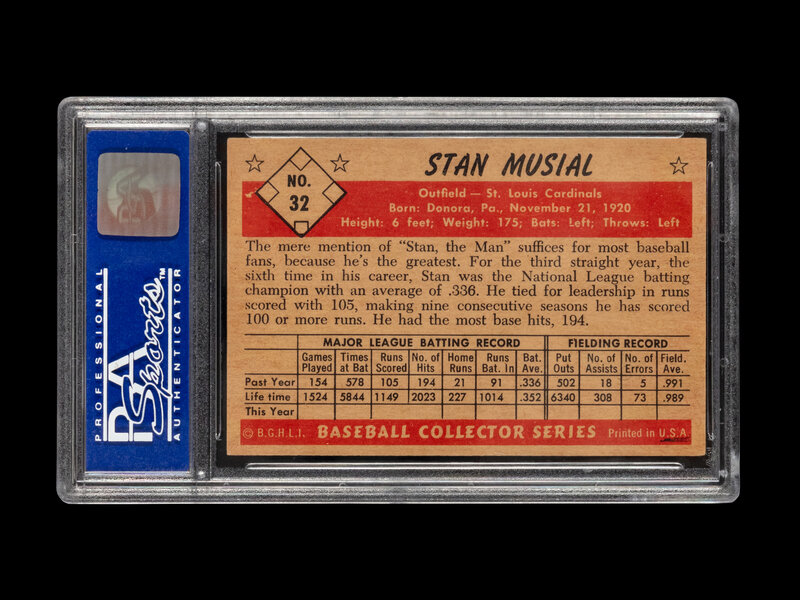 PROFESSIONAL
PSA
Sports™
AUTHENTICATOR
PSA
NO.
32
STAN MUSIAL
Outfield — St. Louis Cardinals
Born: Donora, Pa., November 21, 1920
Height: 6 feet; Weight: 175; Bats: Left; Throws: Left
The mere mention of “Stan, the Man” suffices for most baseball
fans, because he's the greatest. For the third straight year, the
sixth time in his career, Stan was the National League batting
champion with an average of .336. He tied for leadership in runs
scored with 105, making nine consecutive seasons he has scored
100 or more runs. He had the most base hits, 194.
MAJOR LEAGUE BATTING RECORD FIELDING RECORD
Games Played Times at Bat Runs Scored No. of Hits Home Runs Runs Bat. In Bat. Ave. Put Outs No. of Assists No. of Errors Field. Ave.
Past Year 154 578 105 194 21 91 .336 502 18 5 .991
Life time 1524 5844 1149 2023 227 1014 .352 6340 308 73 .989
This Year
© B.G.H.L.I. BASEBALL COLLECTOR SERIES Printed in U.S.A.